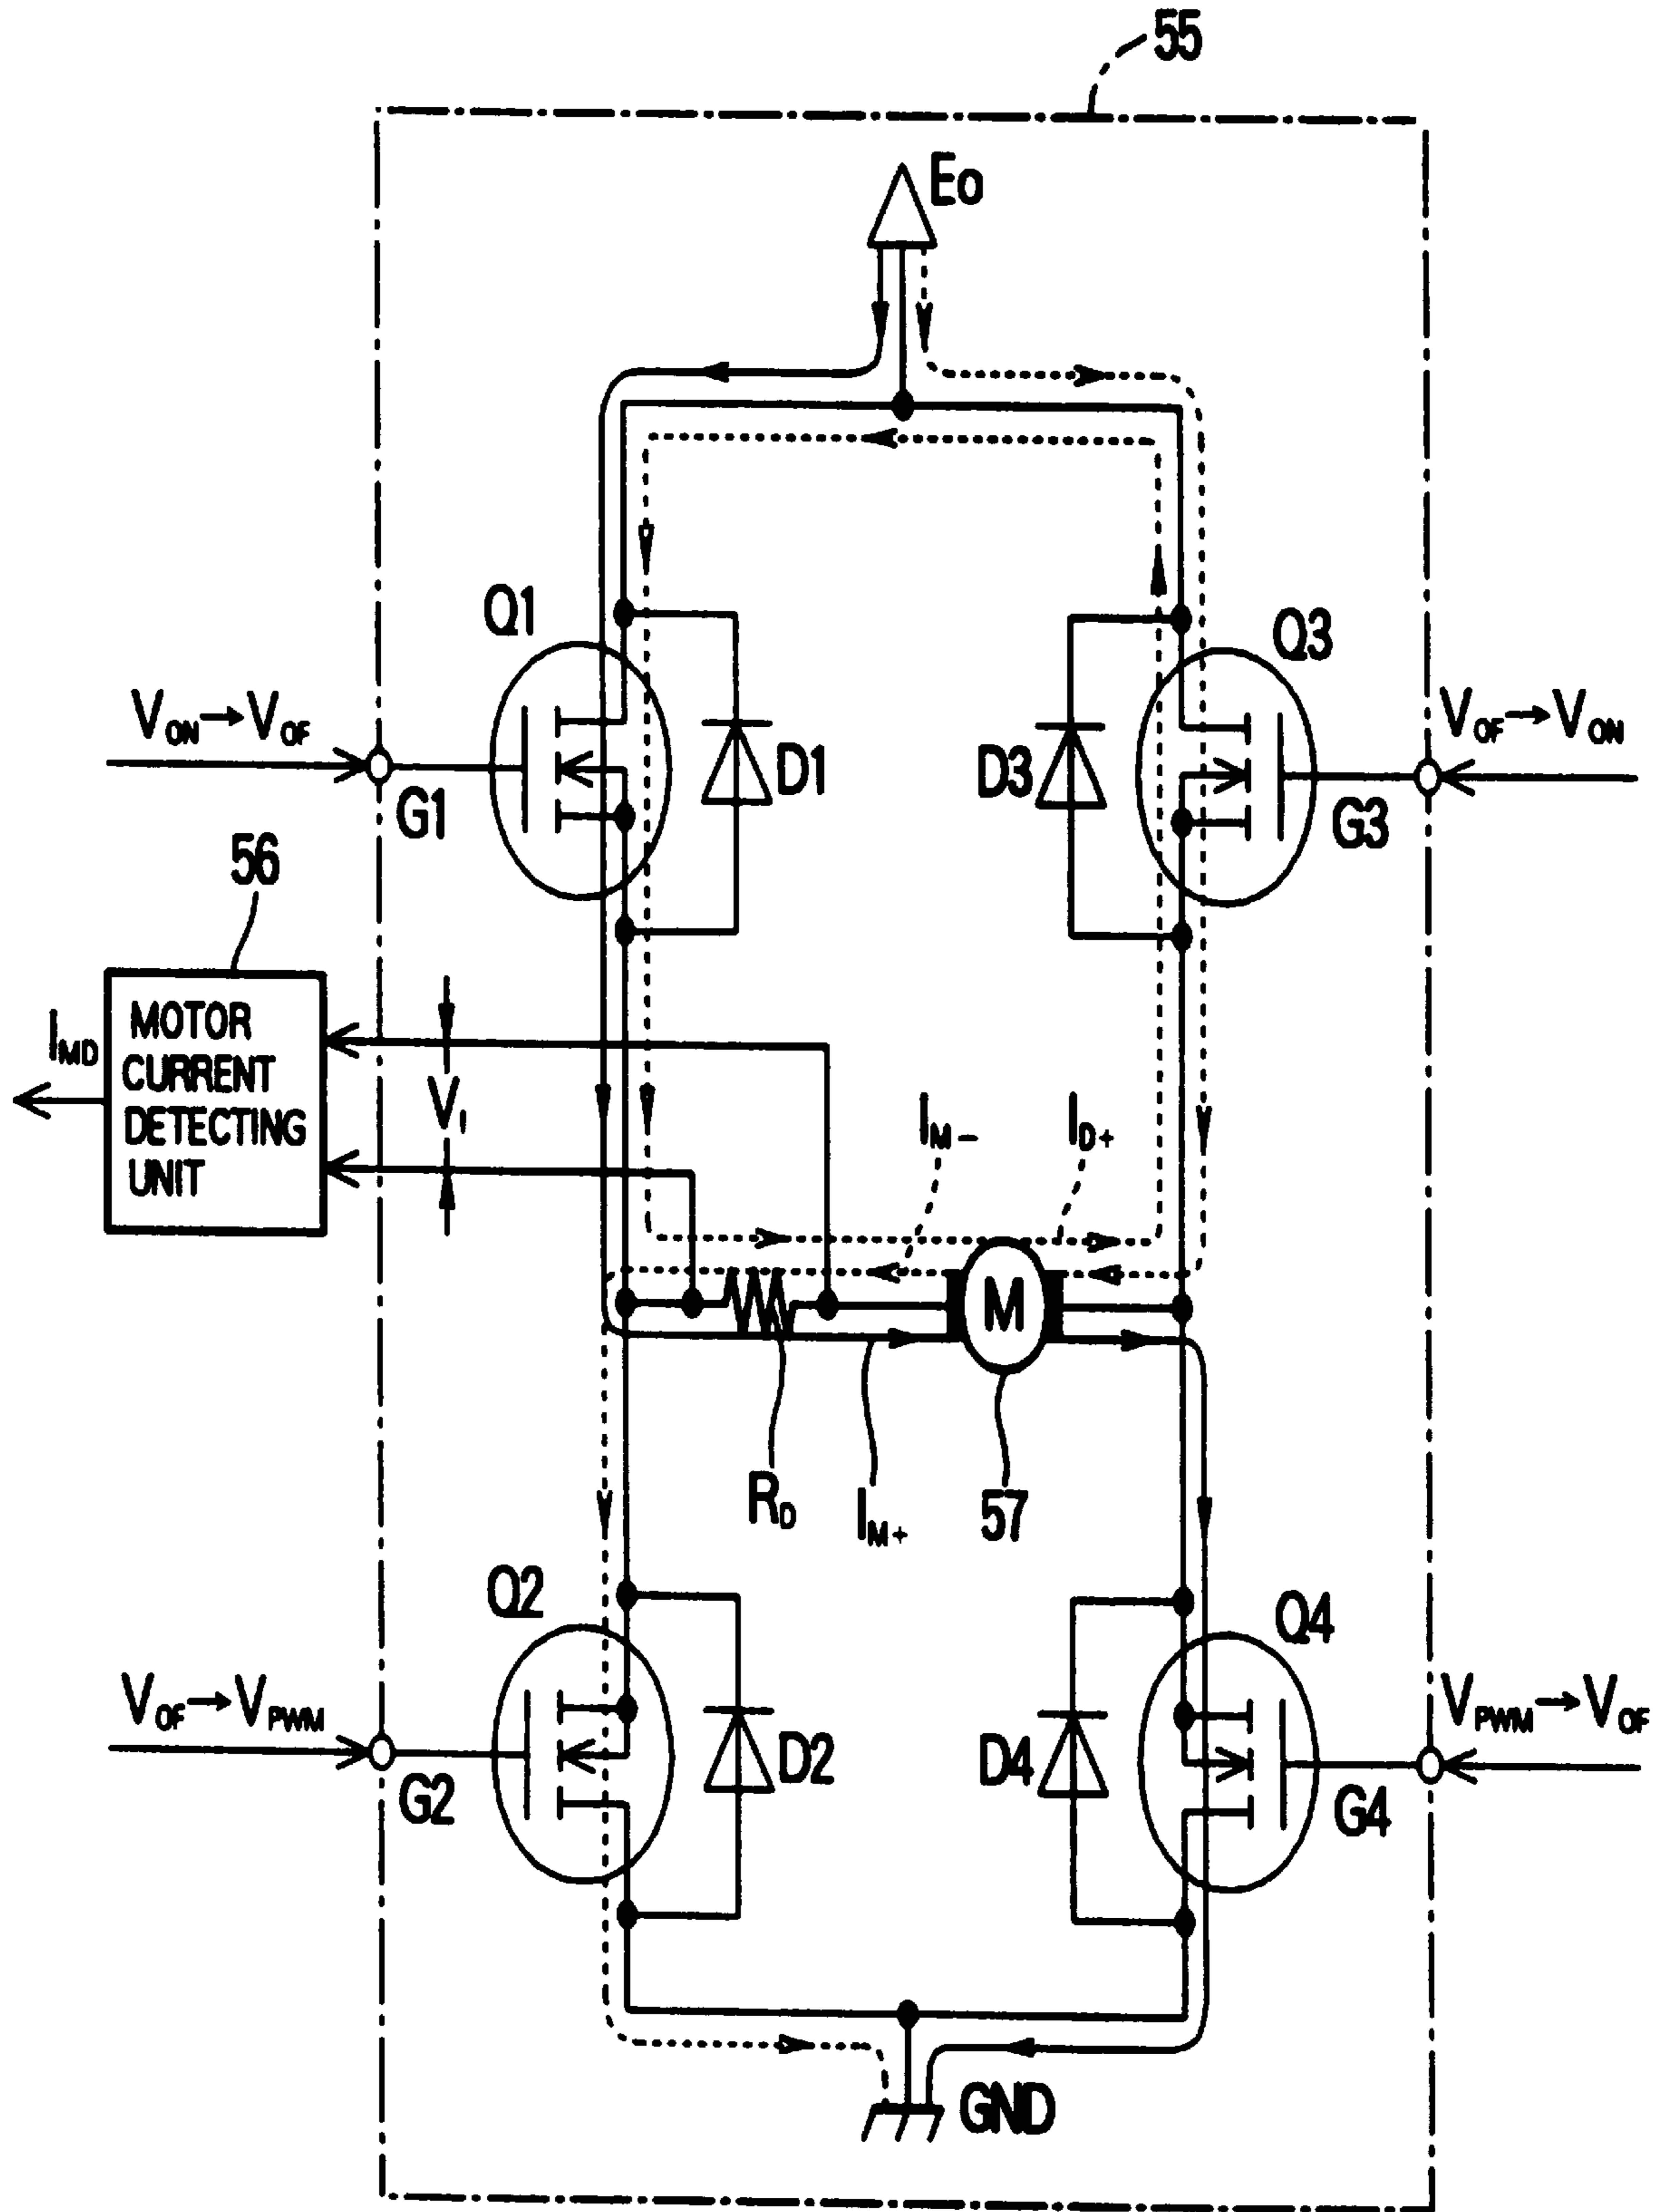 55
Eo
Q1
Q3
VON→VOF
D1
D3
VOF→VON
G1
G3
56
MOTOR
CURRENT
DETECTING
UNIT
IMD
VI
IM-
ID+
M
RD
IM+
57
Q2
Q4
VOF→VPWM
D2
D4
VPWM→VOF
G2
G4
GND